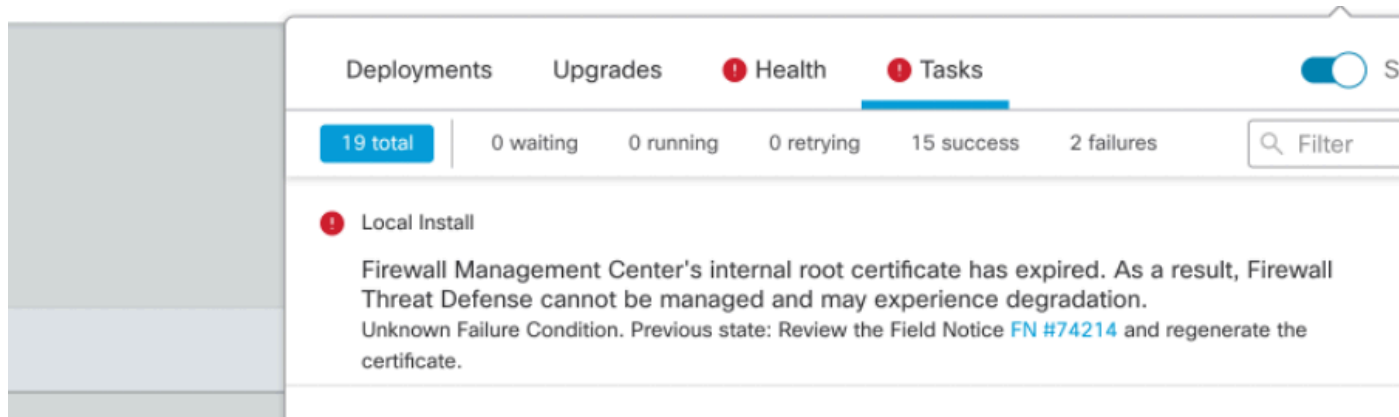 Deployments Upgrades Health Tasks S
19 total 0 waiting 0 running 0 retrying 15 success 2 failures Filter
Local Install
Firewall Management Center's internal root certificate has expired. As a result, Firewall
Threat Defense cannot be managed and may experience degradation.
Unknown Failure Condition. Previous state: Review the Field Notice FN #74214 and regenerate the
certificate.